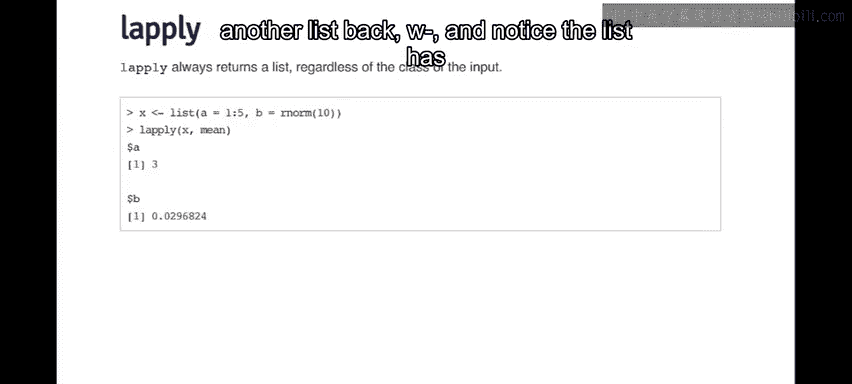 lapply
another list back, w-, and notice the list
has
lapply always returns a list, regardless of the class of the input.
> x <- list(a = 1:5, b = rnorm(10))
> lapply(x, mean)
$a
[1] 3
$b
[1] 0.0296824